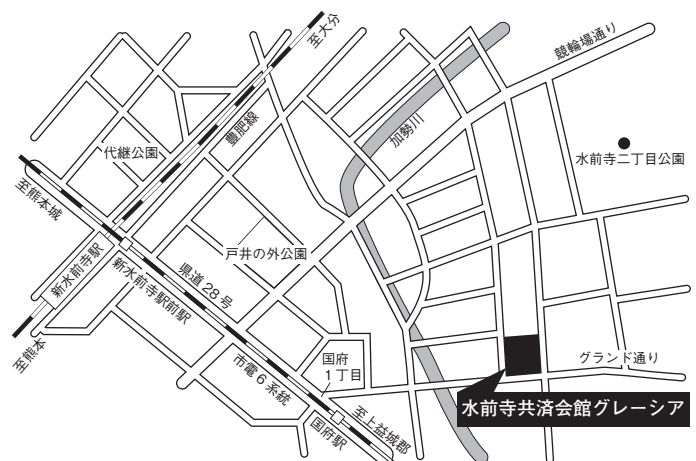 至大分
競輪場通り
豊肥線
加勢川
代継公園
水前寺二丁目公園
至熊本城
新水前寺駅
新水前寺駅前駅
戸井の外公園
県道28号
至熊本
市電6系統
国府
1丁目
グランド通り
水前寺共済会館グレーシア
至上益城郡
国府駅